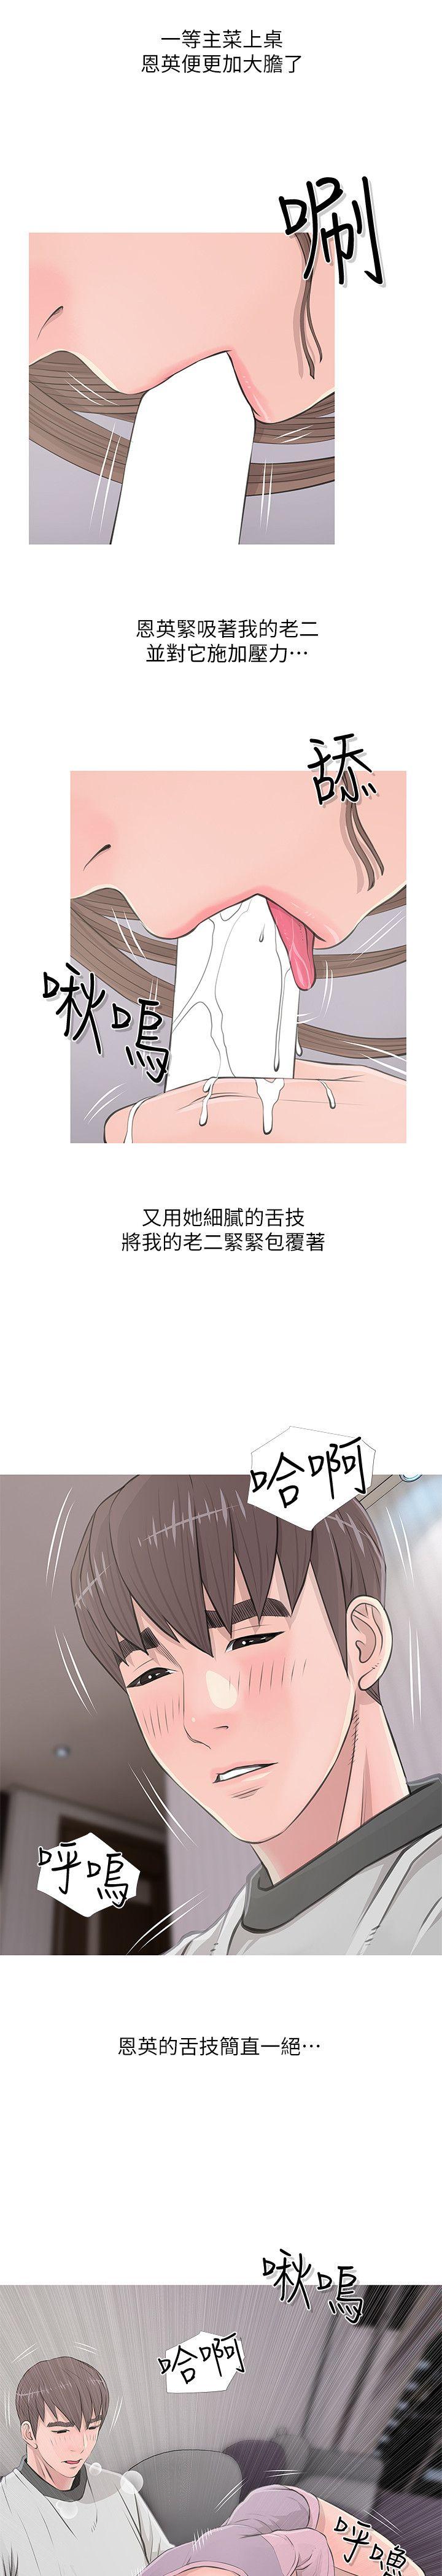 一等主菜上桌
恩英便更加大膽了
唰
恩英緊吸著我的老二
並對它施加壓力⋯
舔
啾嗚
又用她細膩的舌技
將我的老二緊緊包覆著
哈啊
呼嗚
恩英的舌技簡直一絕⋯
啾嗚
哈啊
呼嗚